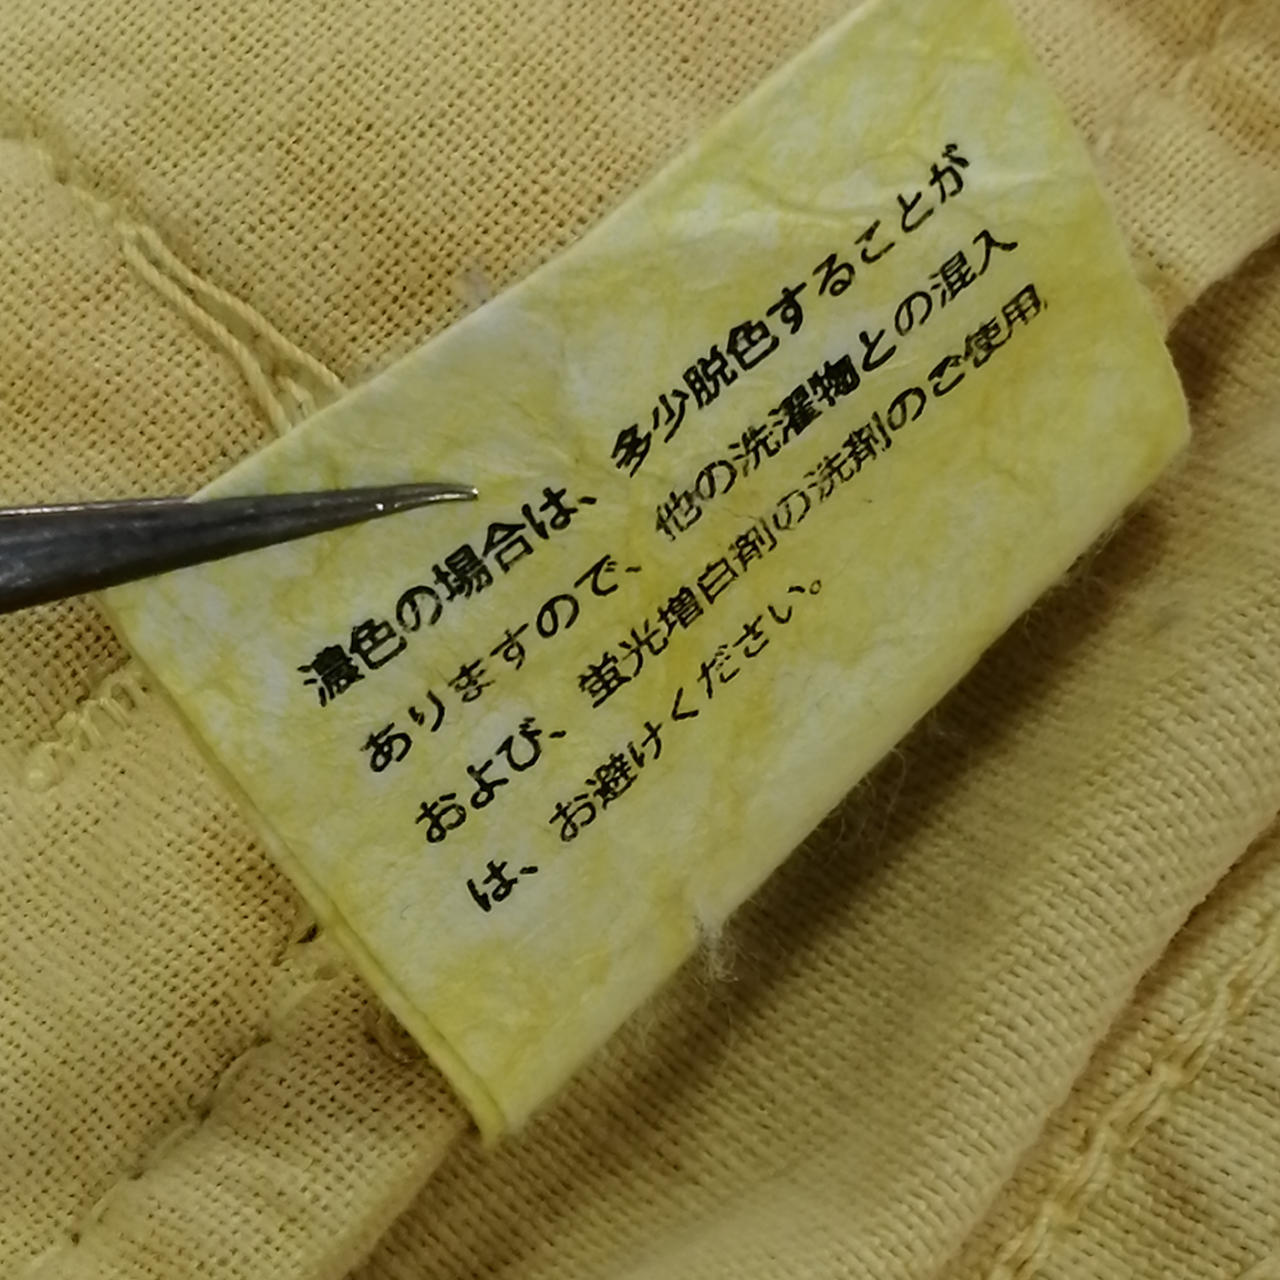 濃色の場合は、多少脱色することが
ありますので、他の洗濯物との混入
および、蛍光増白剤の洗剤のご使用
は、お避けください。